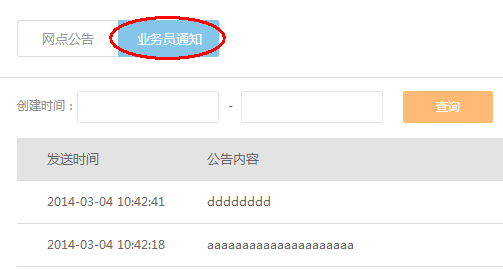 网点公告 业务员通知
创建时间： - 查询
发送时间 公告内容
2014-03-04 10:42:41 dddddddd
2014-03-04 10:42:18 aaaaaaaaaaaaaaaaaaaaa